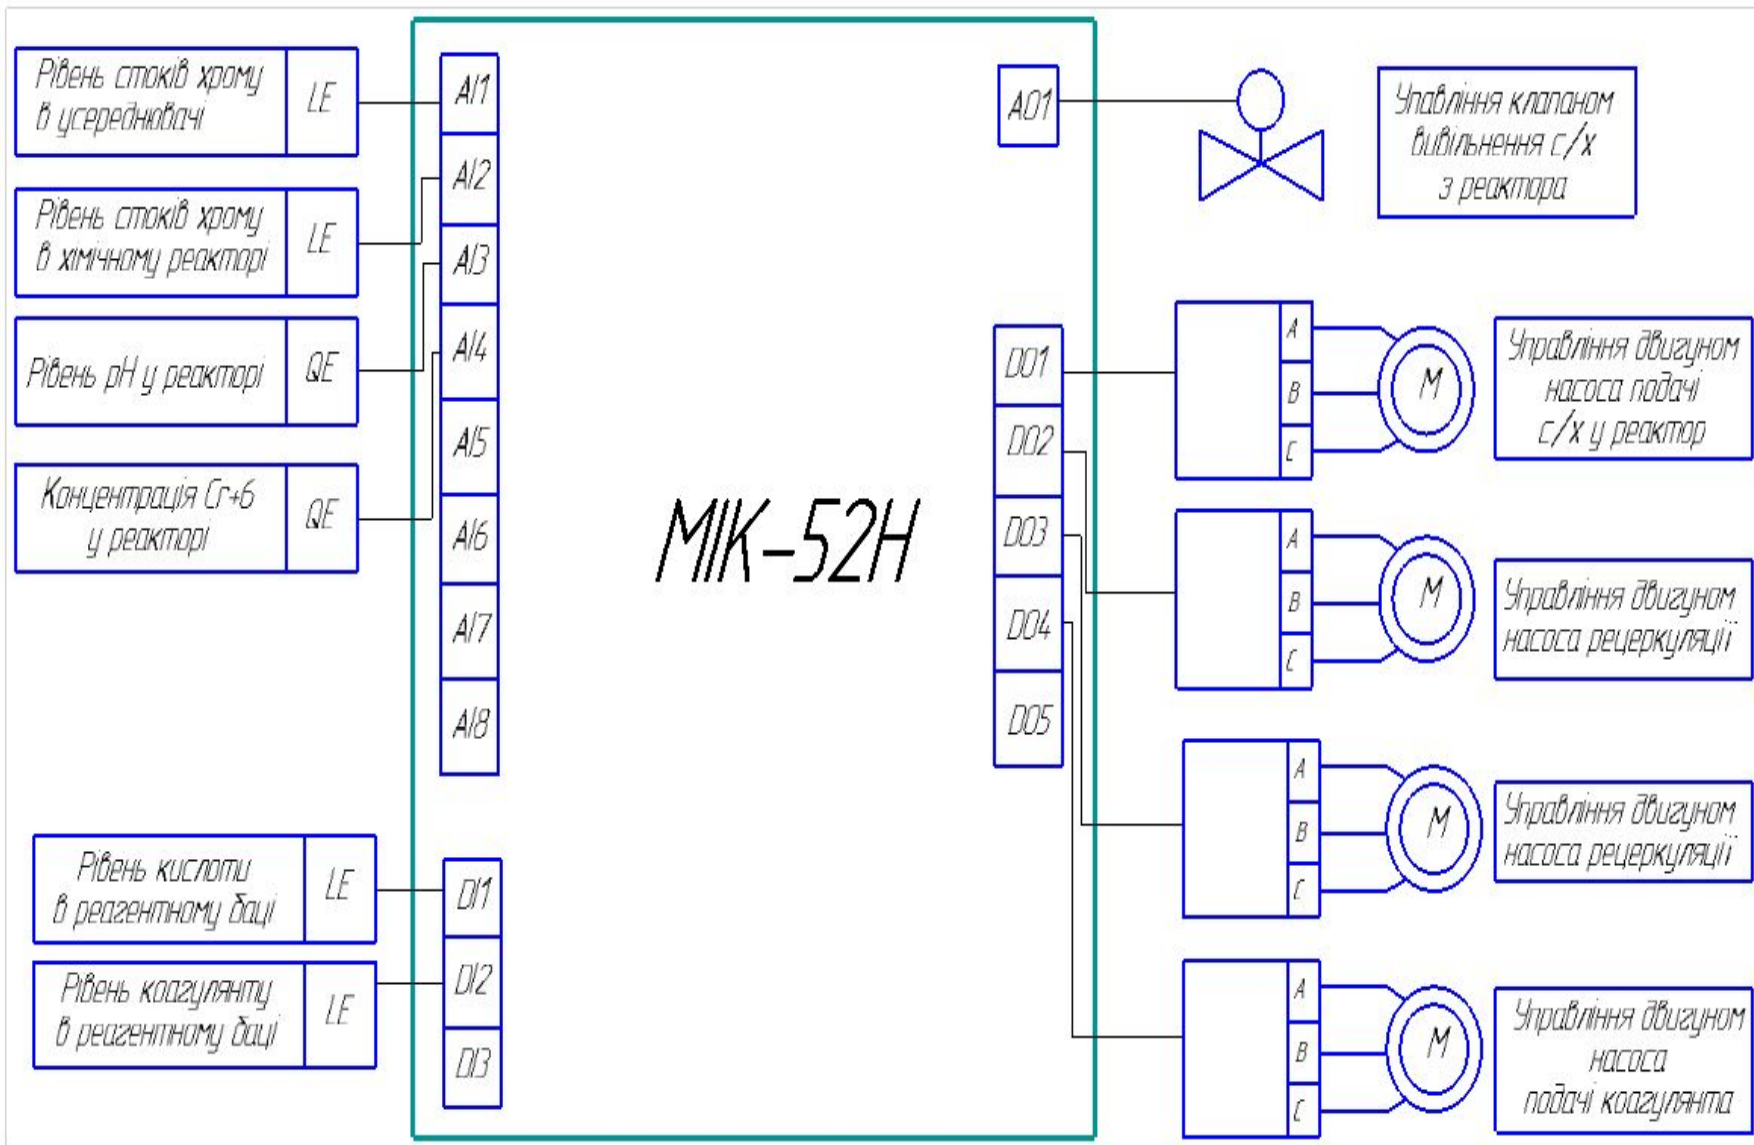 Рівень стоків хрому
в усереднювачі
LE
Рівень стоків хрому
в хімічному реакторі
LE
Рівень pH у реакторі
QE
Концентрація Cr+6
у реакторі
QE
Рівень кислоти
в реагентному баці
LE
Рівень коагулянту
в реагентному баці
LE
AI1
AI2
AI3
AI4
AI5
AI6
AI7
AI8
DI1
DI2
DI3
МІК-52Н
AO1
DO1
DO2
DO3
DO4
DO5
Упавління клапаном
вивільнення с/х
з реактора
A
B
C
M
Управління двигуном
насоса подачі
с/х у реактор
A
B
C
M
Управління двигуном
насоса рецеркуляції
A
B
C
M
Управління двигуном
насоса рецеркуляції
A
B
C
M
Управління двигуном
насоса
подачі коагулянта